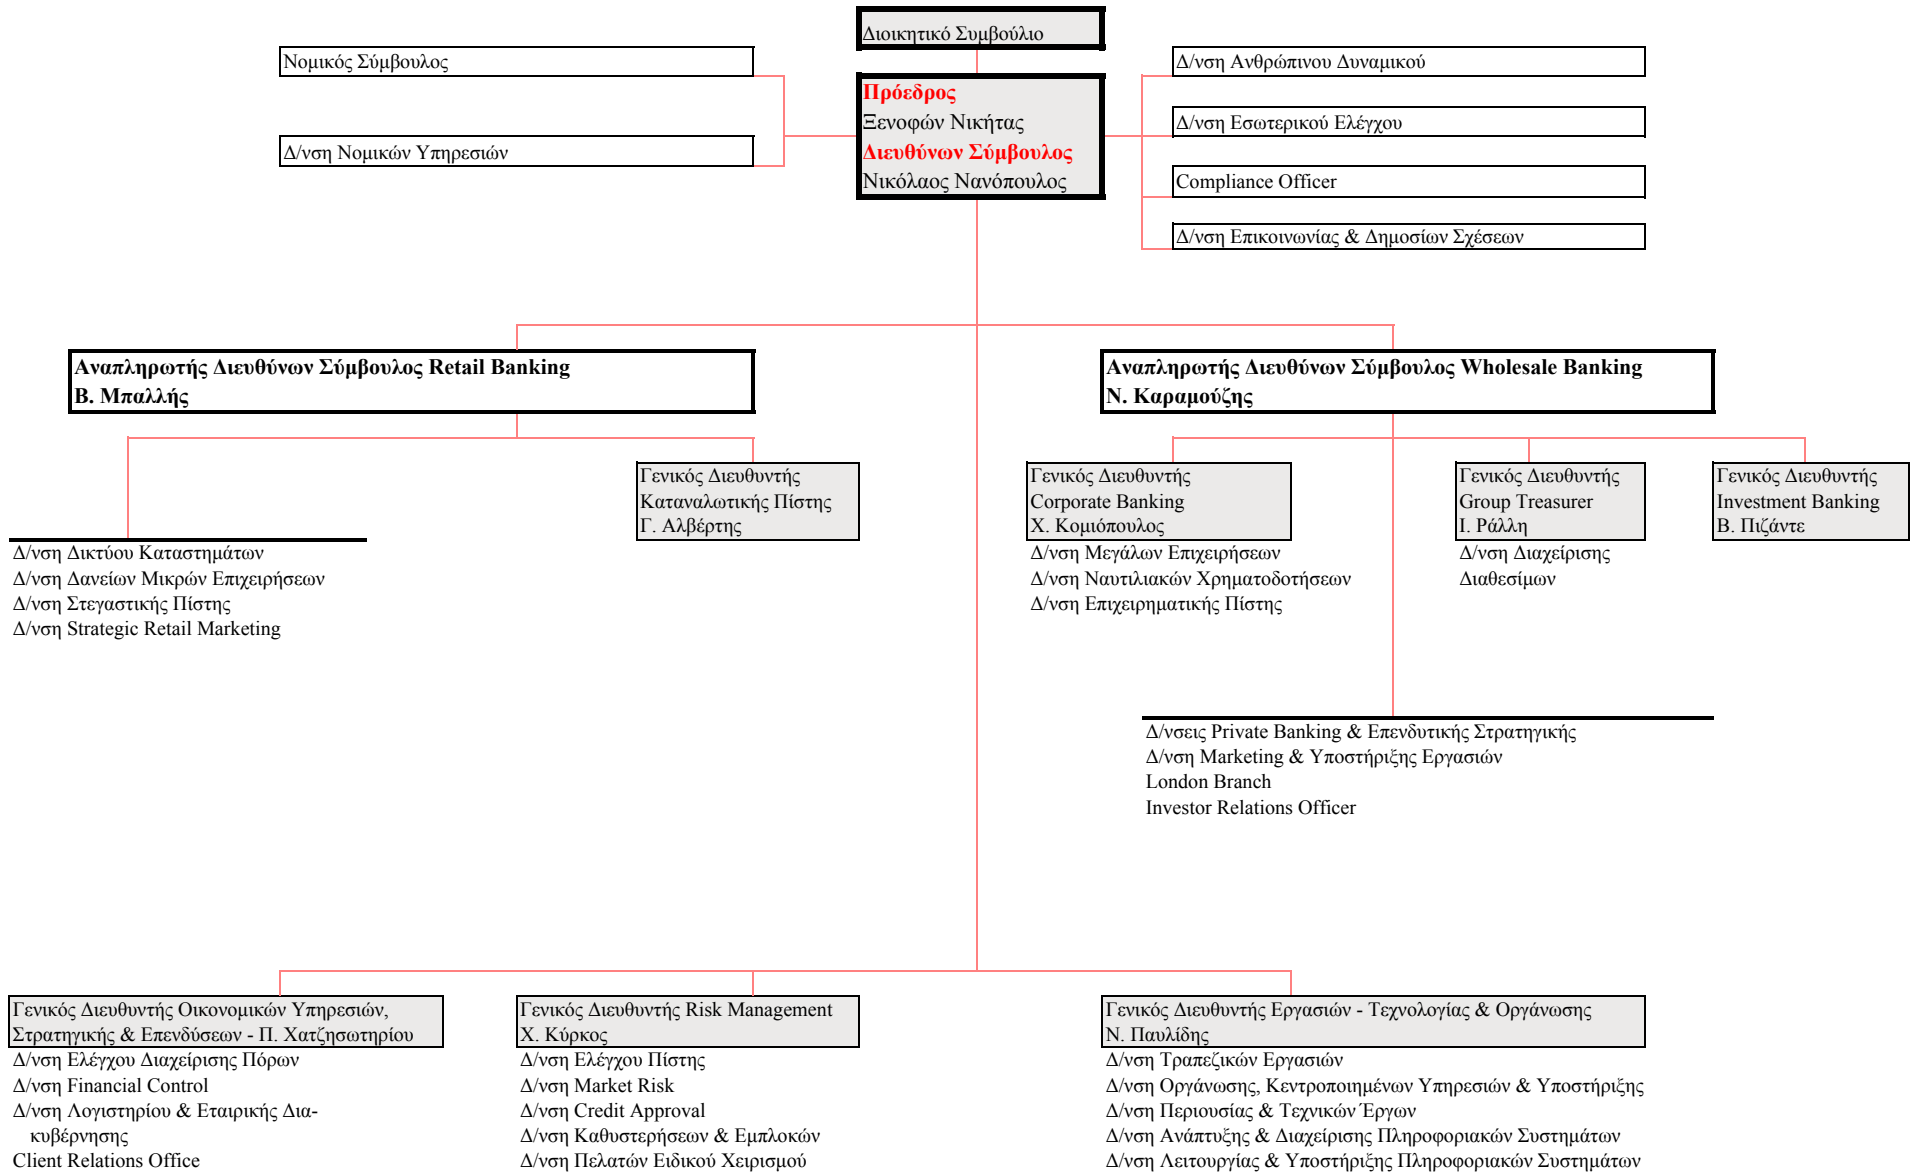 Διοικητικό Συμβούλιο
Νομικός Σύμβουλος
Δ/νση Νομικών Υπηρεσιών
Πρόεδρος
Ξενοφών Νικήτας
Διευθύνων Σύμβουλος
Νικόλαος Νανόπουλος
Δ/νση Ανθρώπινου Δυναμικού
Δ/νση Εσωτερικού Ελέγχου
Compliance Officer
Δ/νση Επικοινωνίας & Δημοσίων Σχέσεων
Αναπληρωτής Διευθύνων Σύμβουλος Retail Banking
Β. Μπαλλής
Αναπληρωτής Διευθύνων Σύμβουλος Wholesale Banking
Ν. Καραμούζης
Δ/νση Δικτύου Καταστημάτων
Δ/νση Δανείων Μικρών Επιχειρήσεων
Δ/νση Στεγαστικής Πίστης
Δ/νση Strategic Retail Marketing
Γενικός Διευθυντής
Καταναλωτικής Πίστης
Γ. Αλβέρτης
Γενικός Διευθυντής
Corporate Banking
Χ. Κομιόπουλος
Δ/νση Μεγάλων Επιχειρήσεων
Δ/νση Ναυτιλιακών Χρηματοδοτήσεων
Δ/νση Επιχειρηματικής Πίστης
Γενικός Διευθυντής
Group Treasurer
Ι. Ράλλη
Δ/νση Διαχείρισης
Διαθεσίμων
Γενικός Διευθυντής
Investment Banking
Β. Πιζάντε
Δ/νσεις Private Banking & Επενδυτικής Στρατηγικής
Δ/νση Marketing & Υποστήριξης Εργασιών
London Branch
Investor Relations Officer
Γενικός Διευθυντής Οικονομικών Υπηρεσιών,
Στρατηγικής & Επενδύσεων - Π. Χατζησωτηρίου
Δ/νση Ελέγχου Διαχείρισης Πόρων
Δ/νση Financial Control
Δ/νση Λογιστηρίου & Εταιρικής Δια-
κυβέρνησης
Client Relations Office
Γενικός Διευθυντής Risk Management
Χ. Κύρκος
Δ/νση Ελέγχου Πίστης
Δ/νση Market Risk
Δ/νση Credit Approval
Δ/νση Καθυστερήσεων & Εμπλοκών
Δ/νση Πελατών Ειδικού Χειρισμού
Γενικός Διευθυντής Εργασιών - Τεχνολογίας & Οργάνωσης
Ν. Παυλίδης
Δ/νση Τραπεζικών Εργασιών
Δ/νση Οργάνωσης, Κεντροποιημένων Υπηρεσιών & Υποστήριξης
Δ/νση Περιουσίας & Τεχνικών Έργων
Δ/νση Ανάπτυξης & Διαχείρισης Πληροφοριακών Συστημάτων
Δ/νση Λειτουργίας & Υποστήριξης Πληροφοριακών Συστημάτων